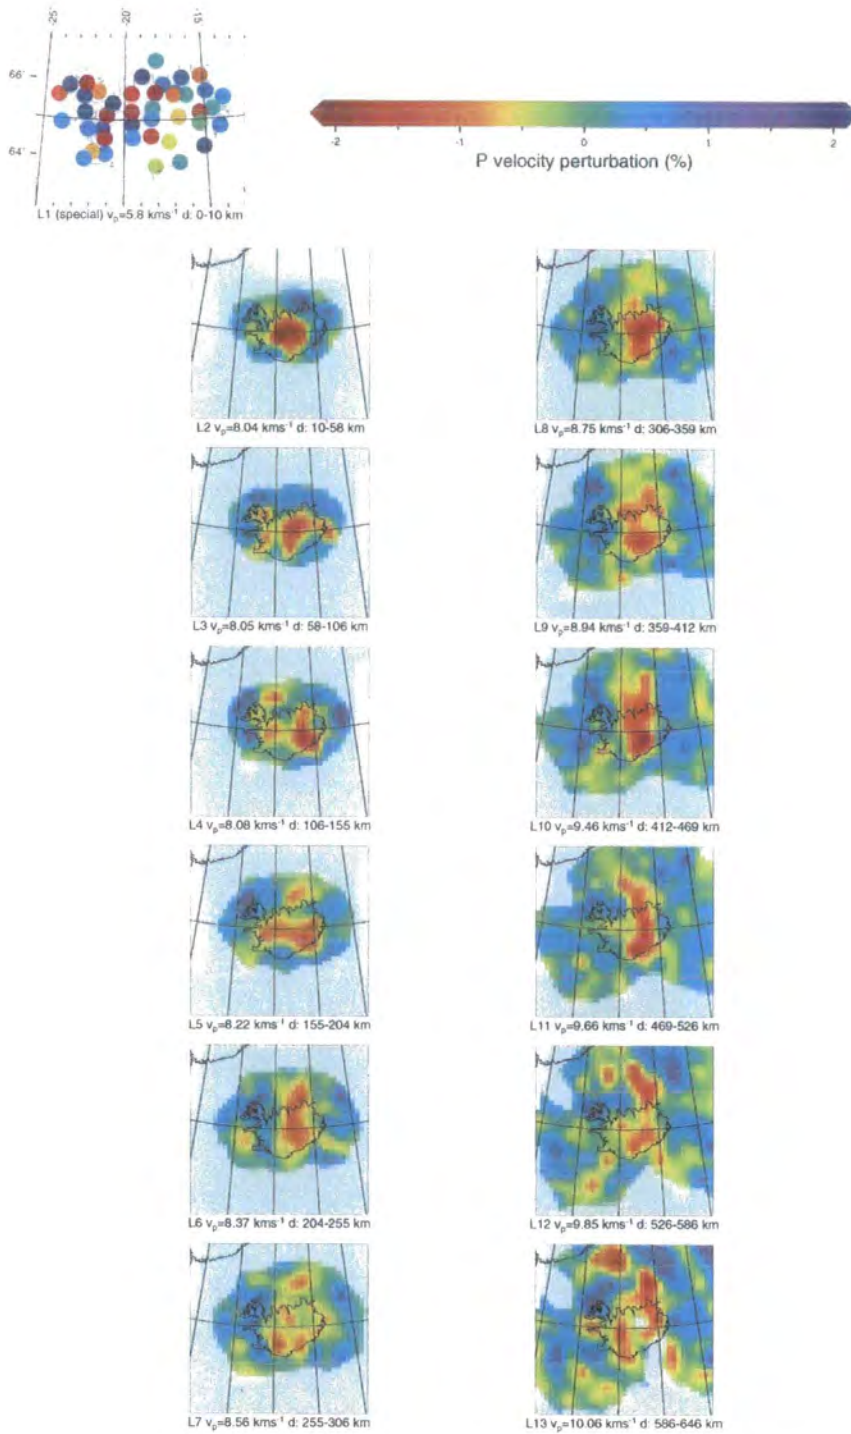 -25˚ -20˚ -15˚
66˚
64˚
L1 (special) vₚ=5.8 kms⁻¹ d: 0-10 km
-2 -1 0 1 2
P velocity perturbation (%)
L2 vₚ=8.04 kms⁻¹ d: 10-58 km
L3 vₚ=8.05 kms⁻¹ d: 58-106 km
L4 vₚ=8.08 kms⁻¹ d: 106-155 km
L5 vₚ=8.22 kms⁻¹ d: 155-204 km
L6 vₚ=8.37 kms⁻¹ d: 204-255 km
L7 vₚ=8.56 kms⁻¹ d: 255-306 km
L8 vₚ=8.75 kms⁻¹ d: 306-359 km
L9 vₚ=8.94 kms⁻¹ d: 359-412 km
L10 vₚ=9.46 kms⁻¹ d: 412-469 km
L11 vₚ=9.66 kms⁻¹ d: 469-526 km
L12 vₚ=9.85 kms⁻¹ d: 526-586 km
L13 vₚ=10.06 kms⁻¹ d: 586-646 km